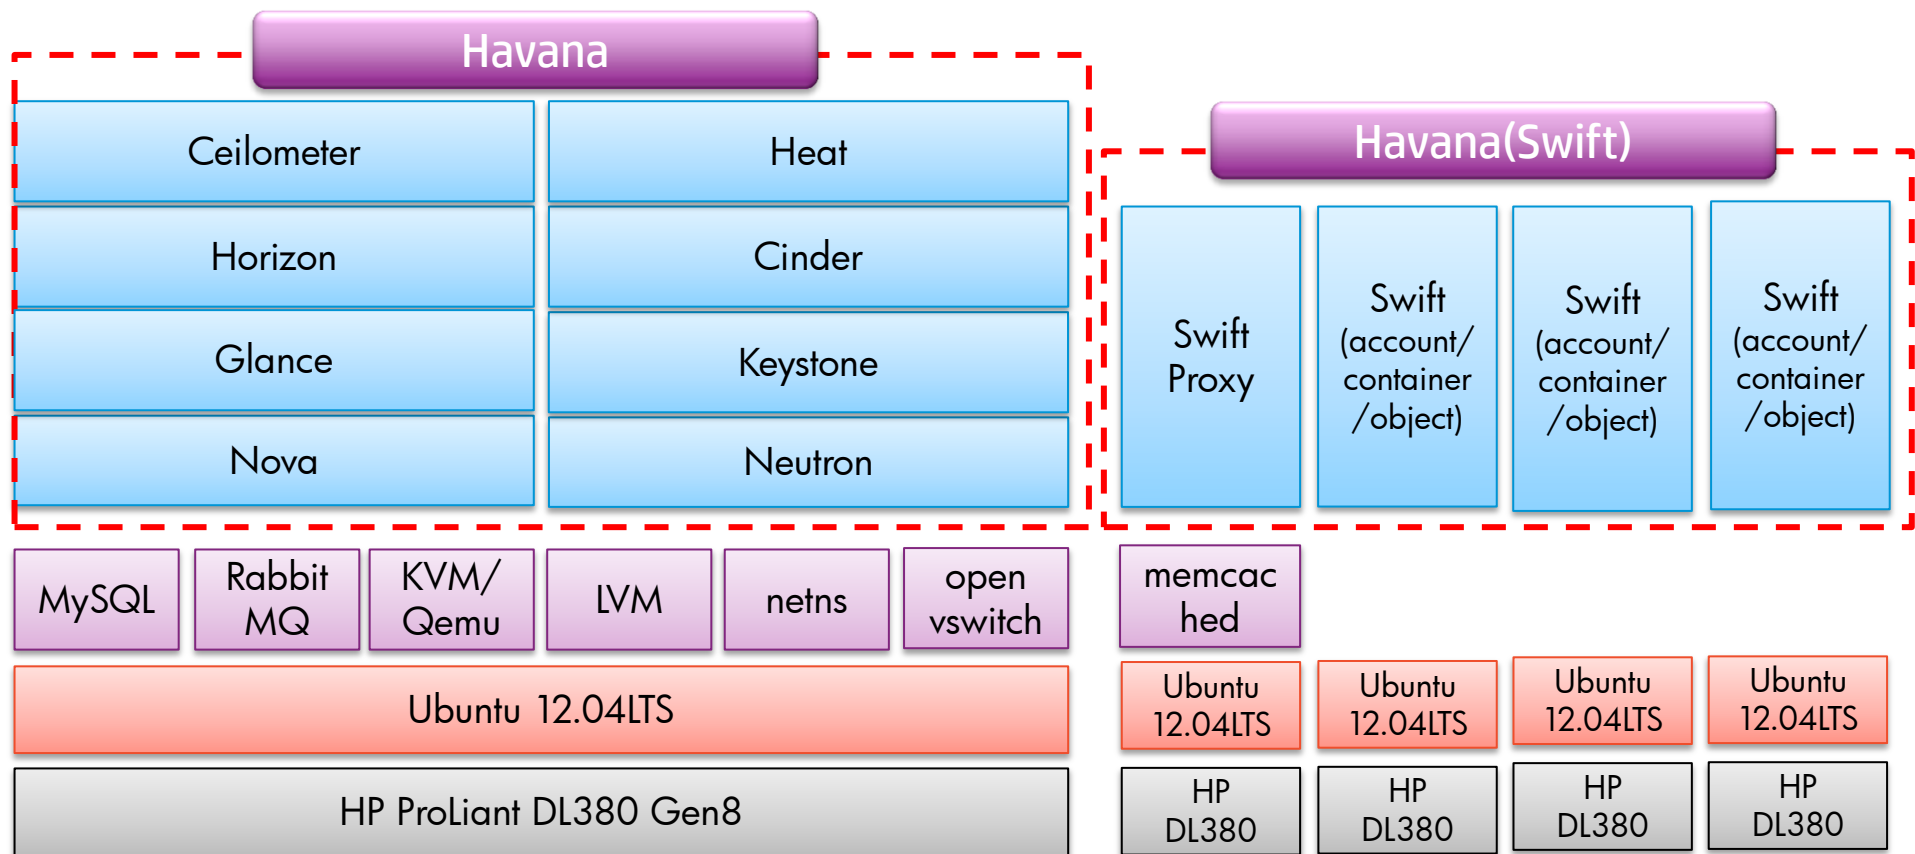 Havana
Ceilometer
Heat
Horizon
Cinder
Glance
Keystone
Nova
Neutron
Havana(Swift)
Swift
Proxy
Swift
(account/
container
/object)
Swift
(account/
container
/object)
Swift
(account/
container
/object)
MySQL
Rabbit
MQ
KVM/
Qemu
LVM
netns
open
vswitch
memcac
hed
Ubuntu 12.04LTS
Ubuntu
12.04LTS
Ubuntu
12.04LTS
Ubuntu
12.04LTS
Ubuntu
12.04LTS
HP ProLiant DL380 Gen8
HP
DL380
HP
DL380
HP
DL380
HP
DL380